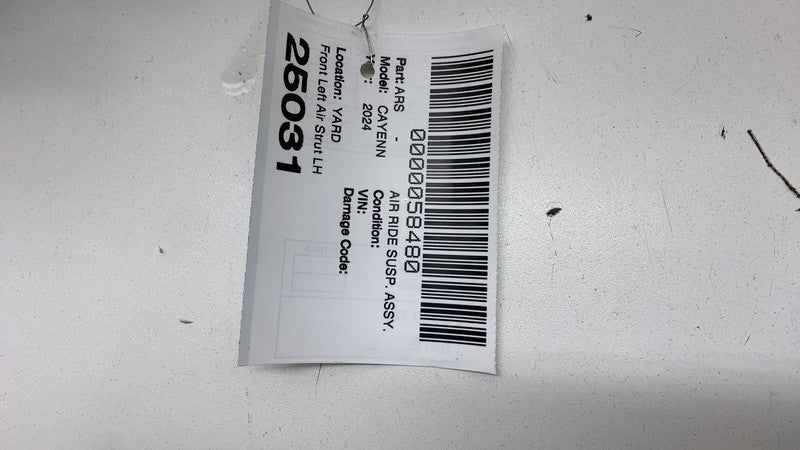 0000058480
Part: ARS - AIR RIDE SUSP. ASSY.
Model: CAYENN Condition:
2024 VIN:
Damage Code:
Location: YARD
Front Left Air Strut LH
25031